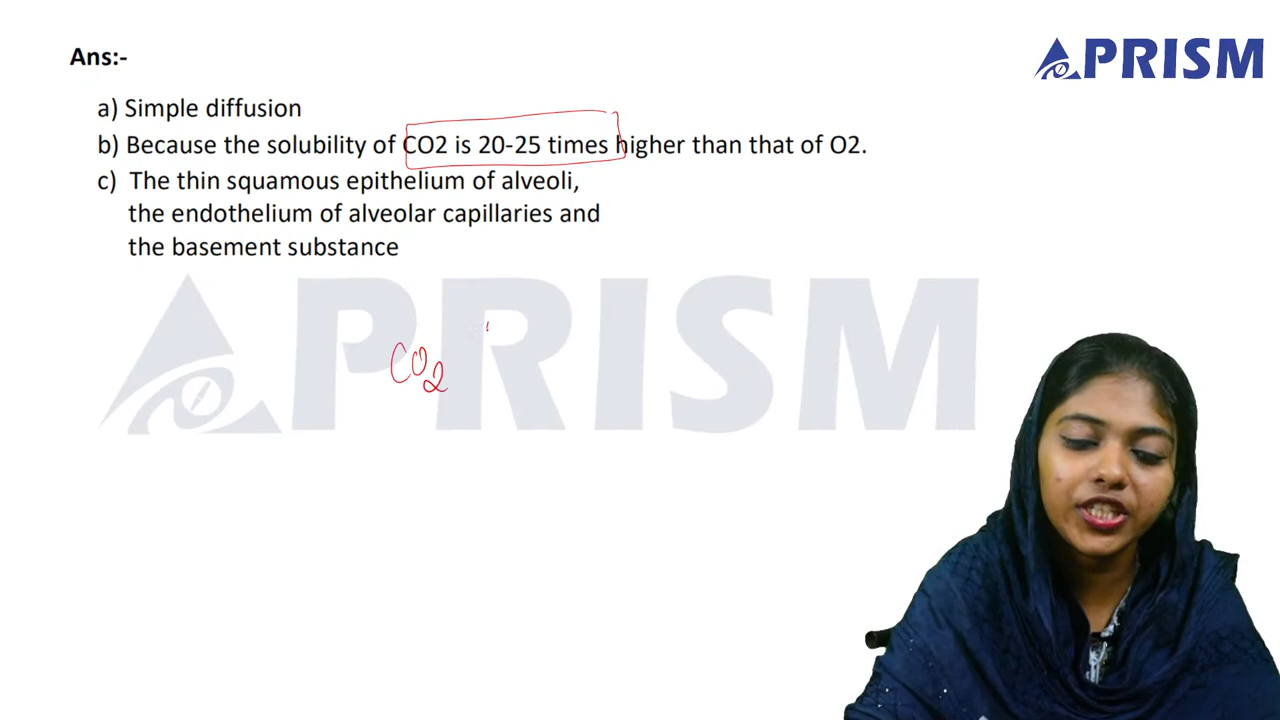 Ans:-
PRISM
a) Simple diffusion
b) Because the solubility of CO2 is 20-25 times higher than that of O2.
c) The thin squamous epithelium of alveoli,
the endothelium of alveolar capillaries and
the basement substance
PRISM
CO2